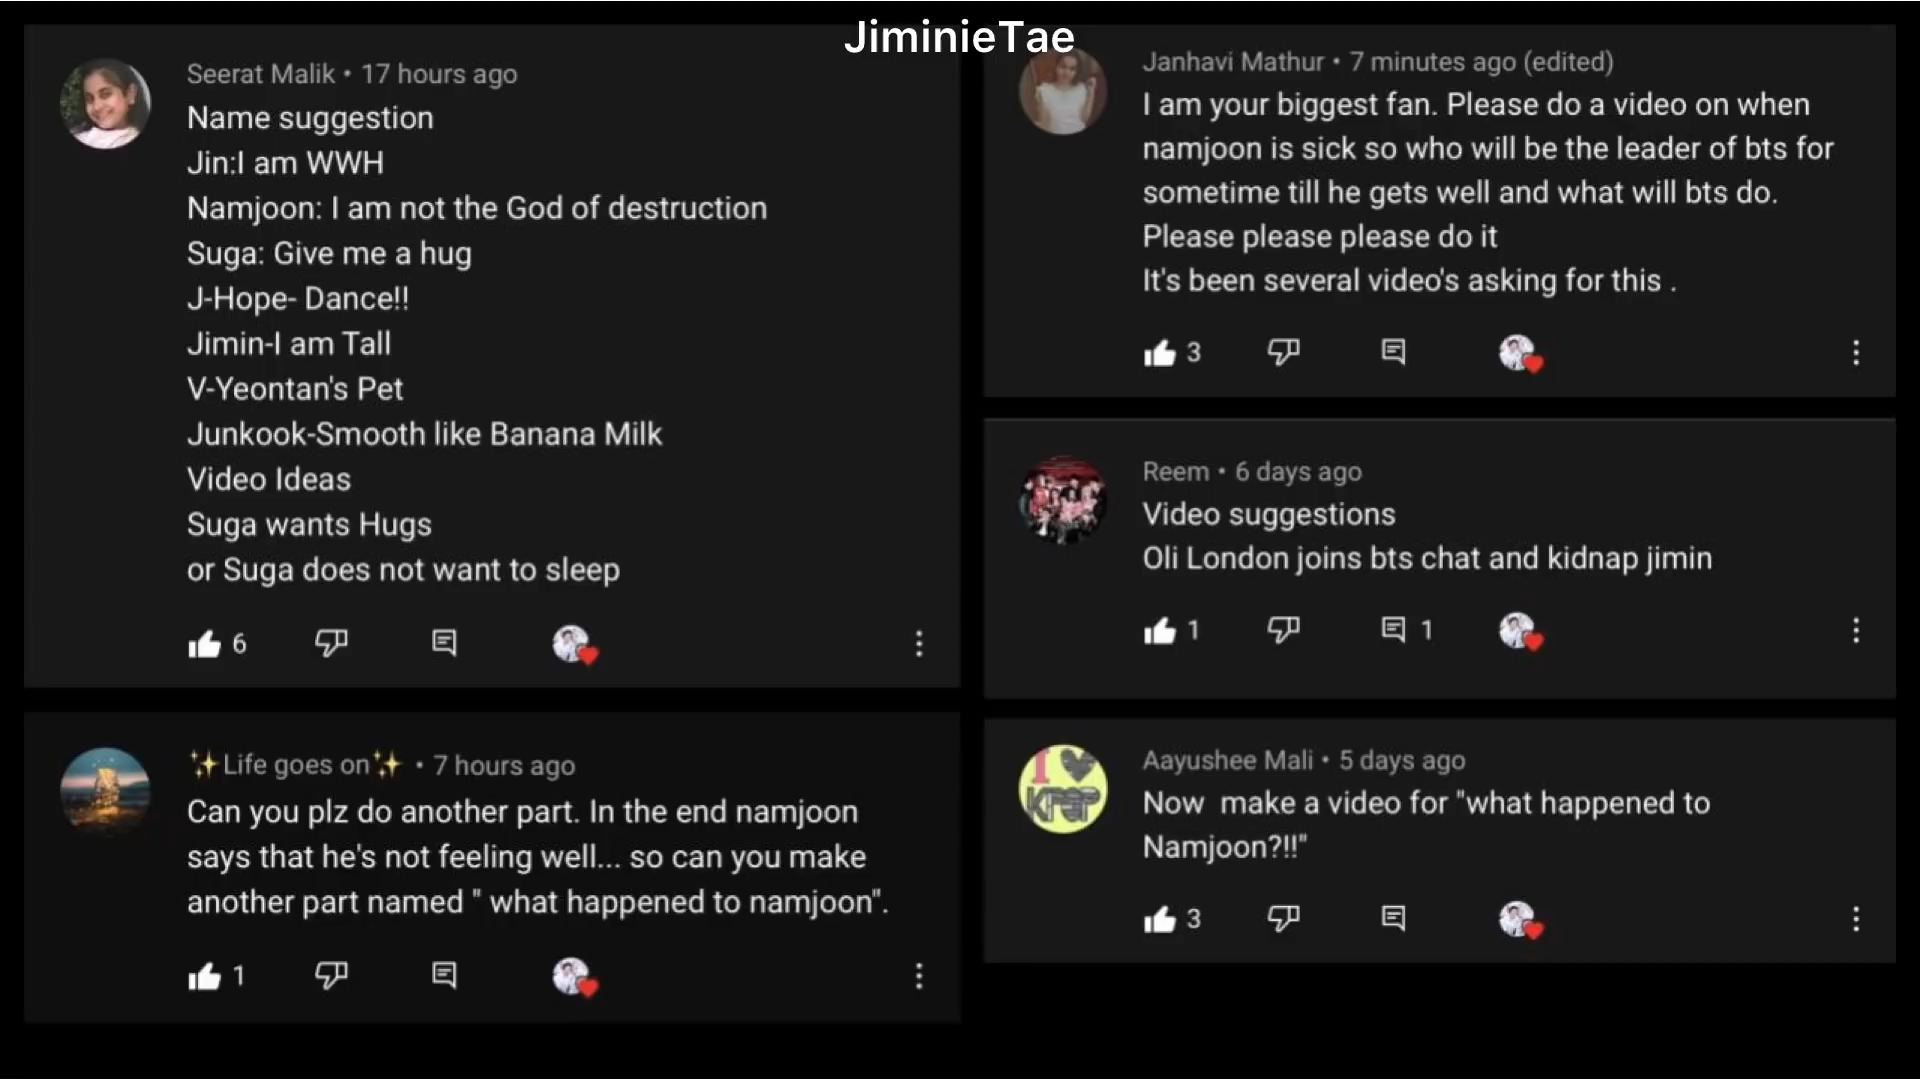 JiminieTae
Seerat Malik • 17 hours ago
Name suggestion
Jin:I am WWH
Namjoon: I am not the God of destruction
Suga: Give me a hug
J-Hope- Dance!!
Jimin-I am Tall
V-Yeontan's Pet
Junkook-Smooth like Banana Milk
Video Ideas
Suga wants Hugs
or Suga does not want to sleep
6
✨Life goes on✨ • 7 hours ago
Can you plz do another part. In the end namjoon
says that he's not feeling well... so can you make
another part named " what happened to namjoon".
1
Janhavi Mathur • 7 minutes ago (edited)
I am your biggest fan. Please do a video on when
namjoon is sick so who will be the leader of bts for
sometime till he gets well and what will bts do.
Please please please do it
It's been several video's asking for this .
3
Reem • 6 days ago
Video suggestions
Oli London joins bts chat and kidnap jimin
1 1
I
KPOP
Aayushee Mali • 5 days ago
Now  make a video for "what happened to
Namjoon?!!"
3